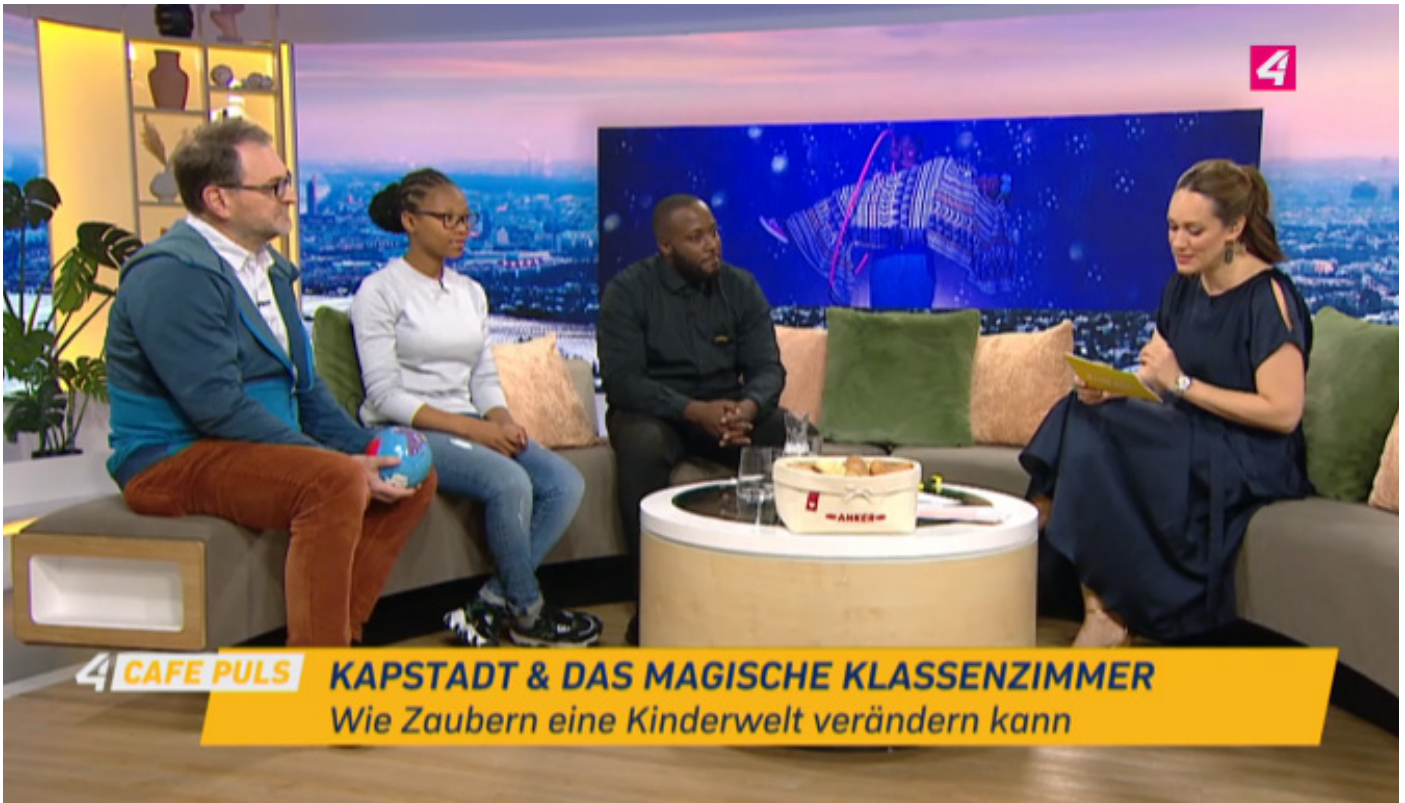 4
ANKER
4 CAFE PULS
KAPSTADT & DAS MAGISCHE KLASSENZIMMER
Wie Zaubern eine Kinderwelt verändern kann